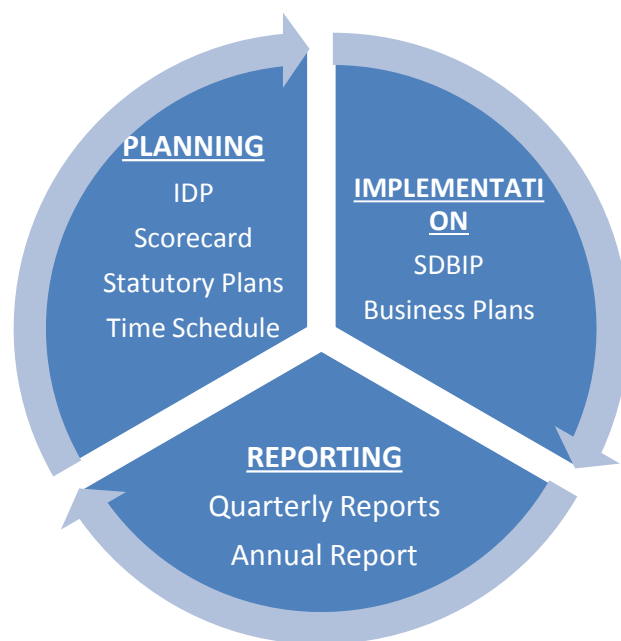 PLANNING
IDP
Scorecard
Statutory Plans
Time Schedule
IMPLEMENTATI
ON
SDBIP
Business Plans
REPORTING
Quarterly Reports
Annual Report